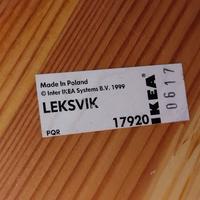 Made In Poland
© Inter IKEA Systems B.V. 1999
LEKSVIK
PQR
17920
IKEA
0617